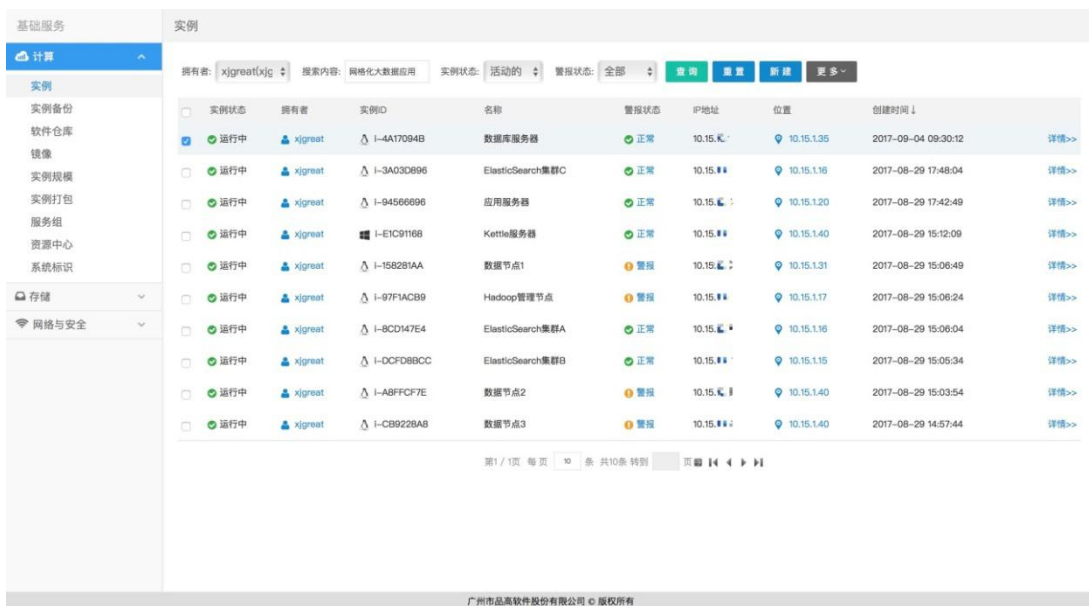 基础服务
实例
计算
实例
实例备份
软件仓库
镜像
实例规模
实例打包
服务组
资源中心
系统标识
存储
网络与安全
拥有者: xjgreat(xjg 搜索内容: 网格化大数据应用 实例状态: 活动的 警报状态: 全部 查询 重置 新建 更多
实例状态 拥有者 实例ID 名称 警报状态 IP地址 位置 创建时间↓
运行中 xjgreat i-4A17094B 数据库服务器 正常 10.15. 10.15.1.35 2017-09-04 09:30:12 详情>>
运行中 xjgreat i-3A03D896 ElasticSearch集群C 正常 10.15. 10.15.1.16 2017-08-29 17:48:04 详情>>
运行中 xjgreat i-94566696 应用服务器 正常 10.15. 10.15.1.20 2017-08-29 17:42:49 详情>>
运行中 xjgreat i-E1C9116B Kettle服务器 正常 10.15. 10.15.1.40 2017-08-29 15:12:09 详情>>
运行中 xjgreat i-158281AA 数据节点1 警报 10.15. 10.15.1.31 2017-08-29 15:06:49 详情>>
运行中 xjgreat i-97F1ACB9 Hadoop管理节点 警报 10.15. 10.15.1.17 2017-08-29 15:06:24 详情>>
运行中 xjgreat i-8CD147E4 ElasticSearch集群A 正常 10.15. 10.15.1.16 2017-08-29 15:06:04 详情>>
运行中 xjgreat i-DCFD8BCC ElasticSearch集群B 正常 10.15. 10.15.1.15 2017-08-29 15:05:34 详情>>
运行中 xjgreat i-A8FFCF7E 数据节点2 警报 10.15. 10.15.1.40 2017-08-29 15:03:54 详情>>
运行中 xjgreat i-CB9228A8 数据节点3 警报 10.15. 10.15.1.40 2017-08-29 14:57:44 详情>>
第1 / 1页 每页 10 条 共10条 转到 页
广州市品高软件股份有限公司 © 版权所有